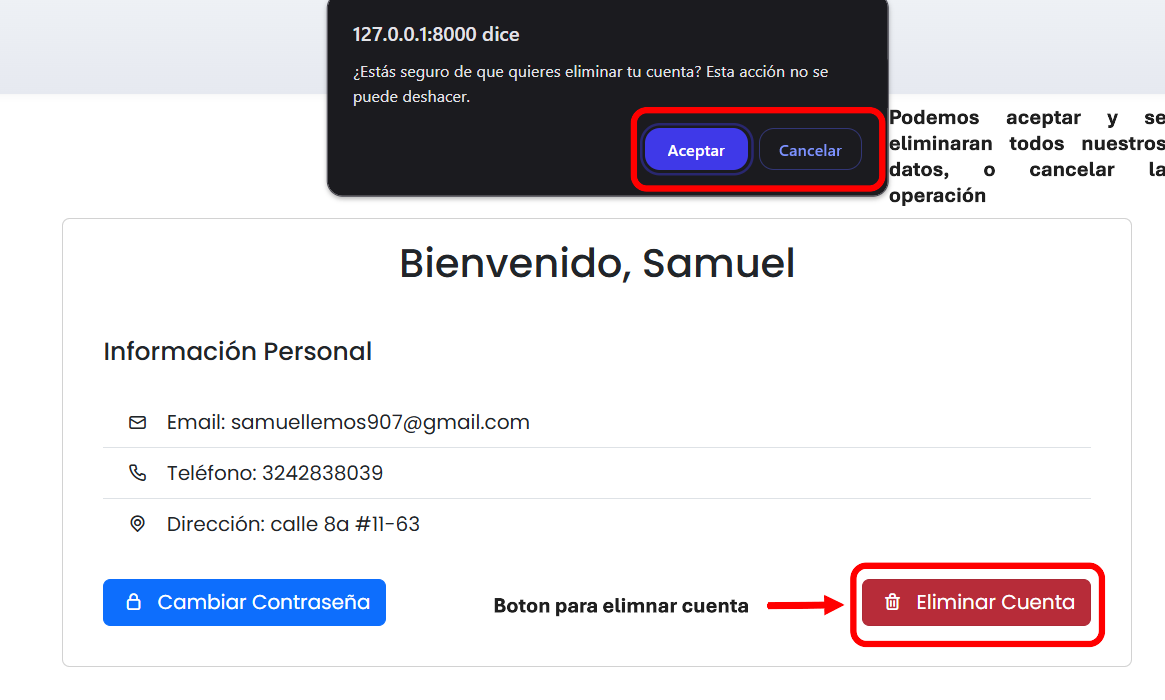 127.0.0.1:8000 dice
¿Estás seguro de que quieres eliminar tu cuenta? Esta acción no se
puede deshacer.
Aceptar
Cancelar
Podemos aceptar y se
eliminaran todos nuestros
datos, o cancelar la
operación
Bienvenido, Samuel
Información Personal
Email: samuellemos907@gmail.com
Teléfono: 3242838039
Dirección: calle 8a #11-63
Cambiar Contraseña
Boton para elimnar cuenta
Eliminar Cuenta